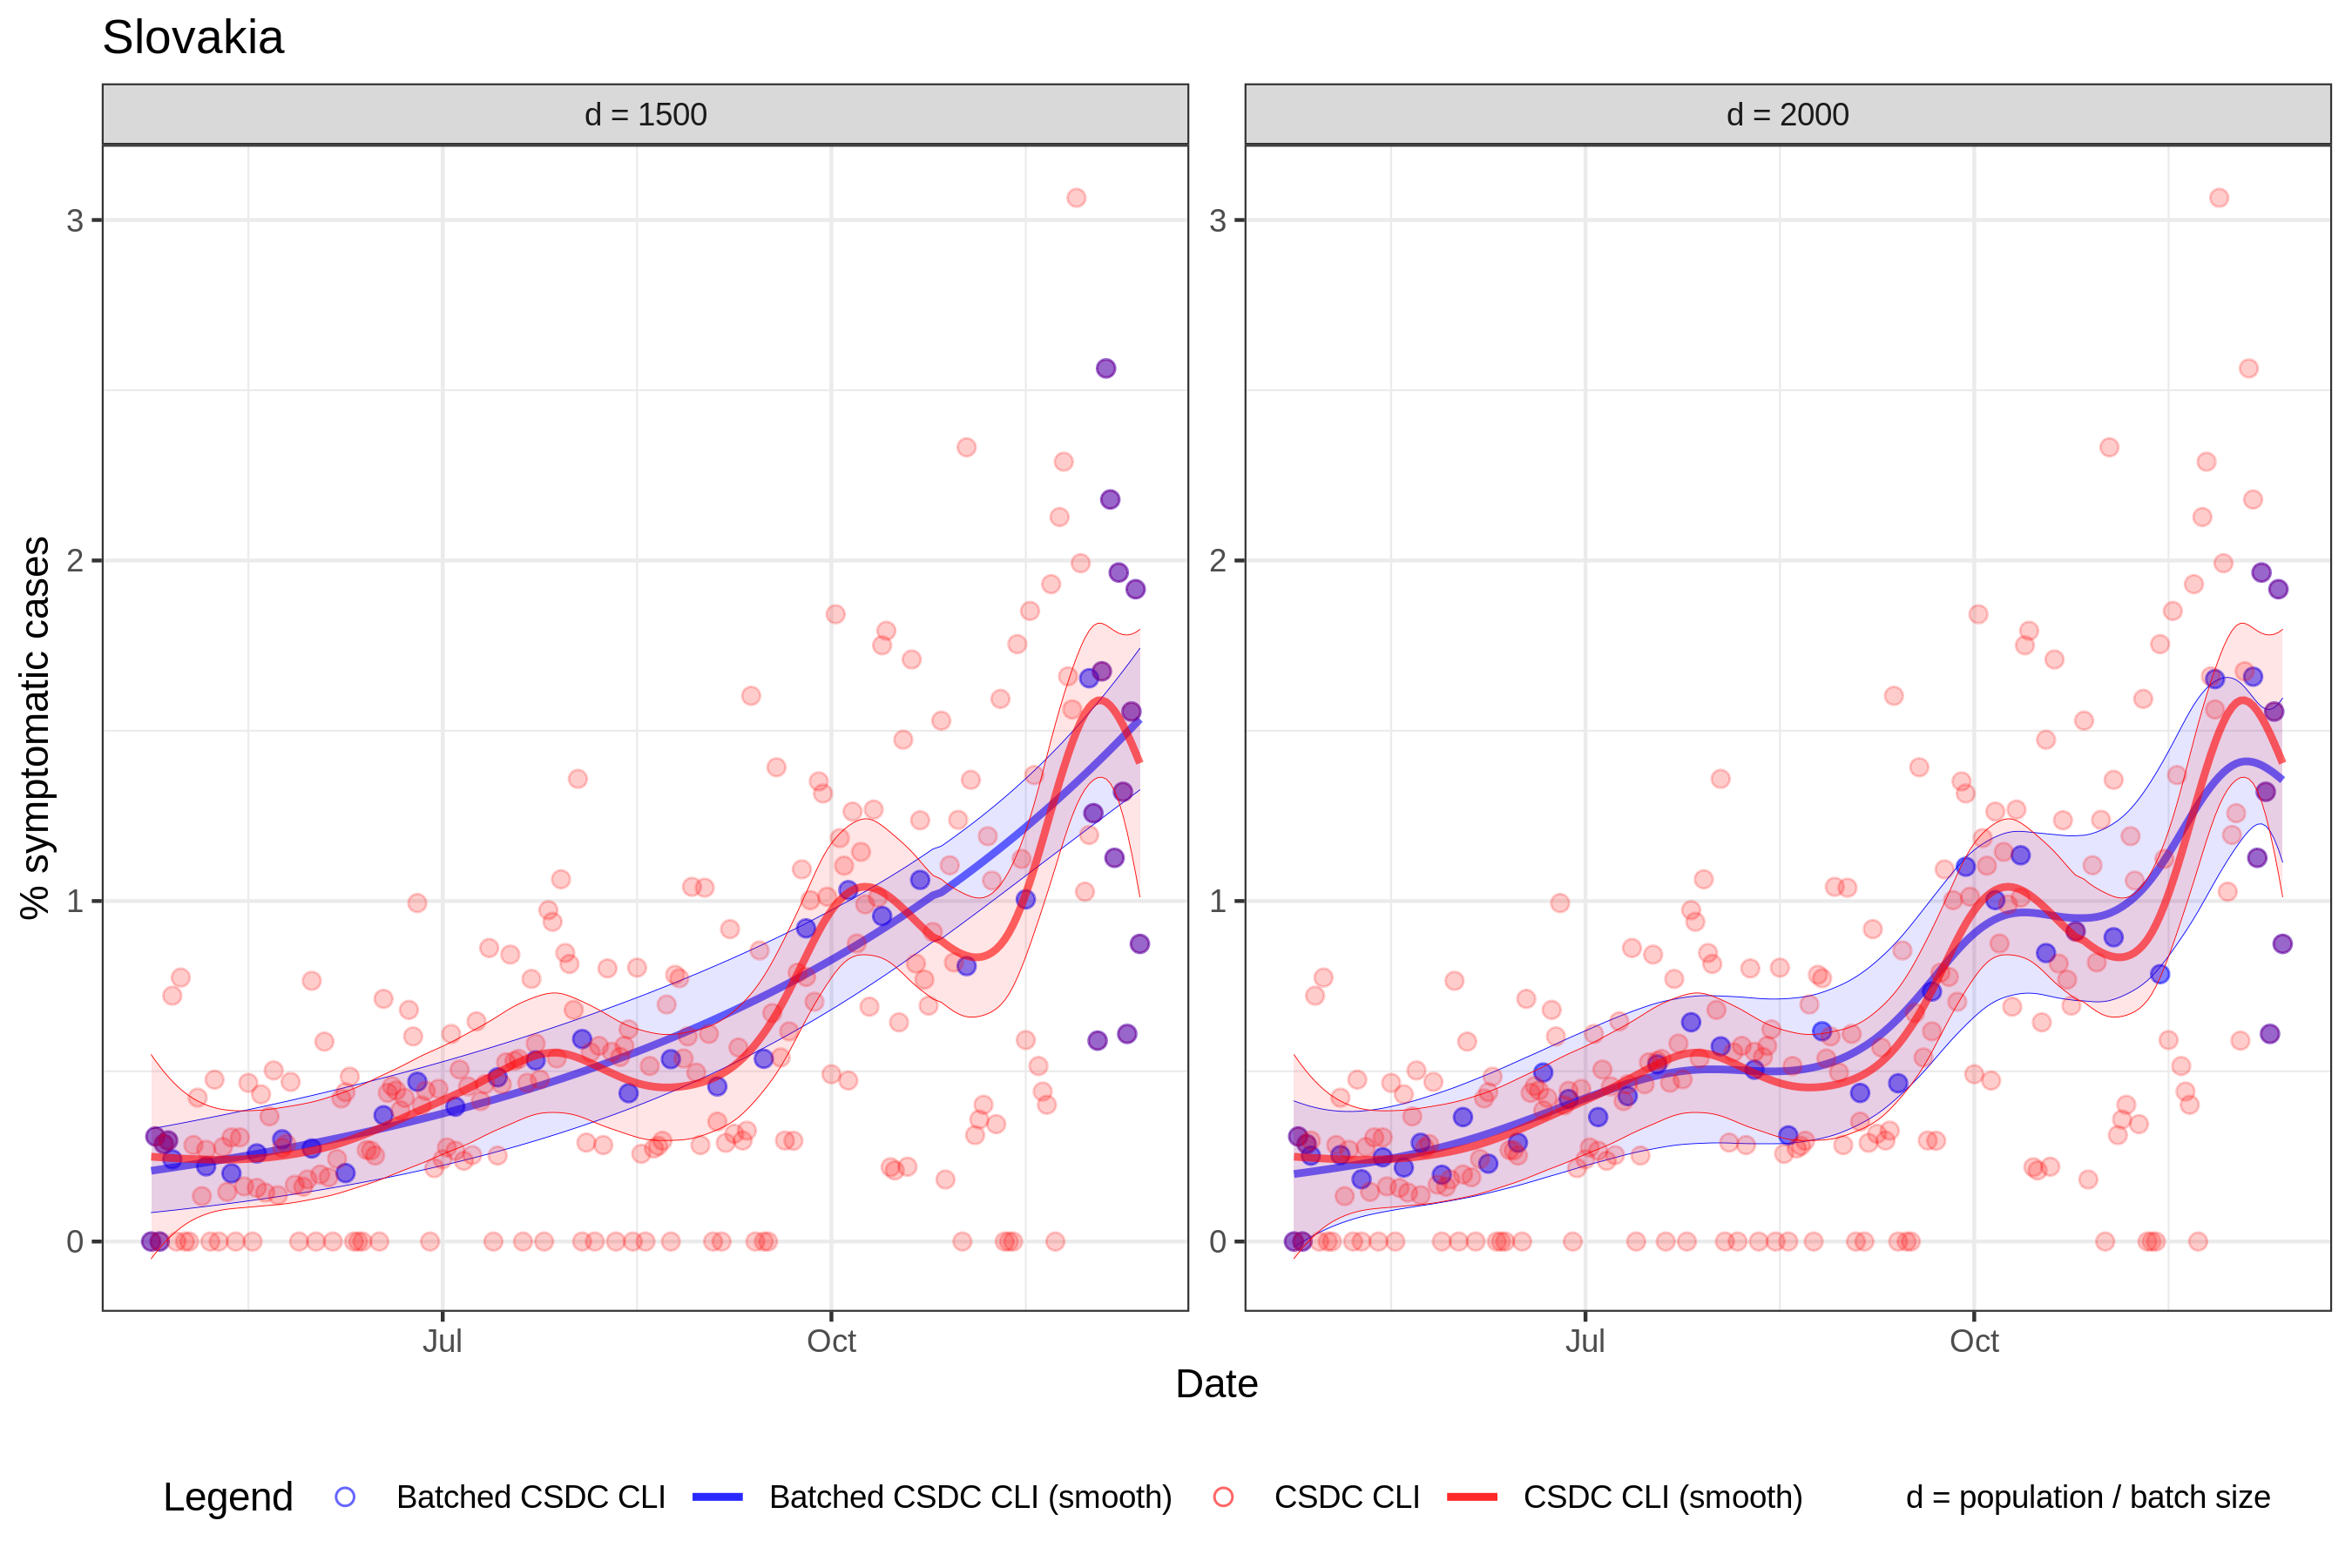 Slovakia
d = 1500
d = 2000
% symptomatic cases
3
2
1
0
3
2
1
0
Jul
Oct
Jul
Oct
Date
Legend
Batched CSDC CLI
Batched CSDC CLI (smooth)
CSDC CLI
CSDC CLI (smooth)
d = population / batch size